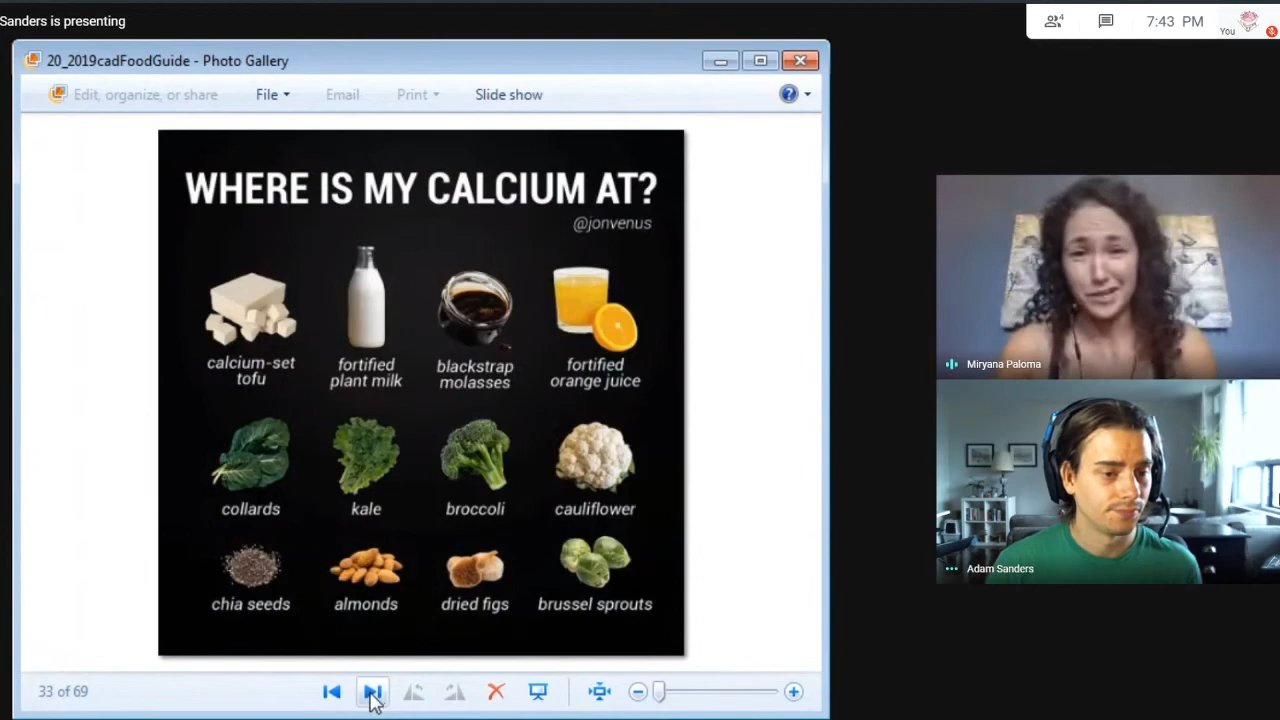 Sanders is presenting
4
7:43 PM
You
20_2019cadFoodGuide - Photo Gallery
Edit, organize, or share
File
Email
Print
Slide show
?
WHERE IS MY CALCIUM AT?
@jonvenus
calcium-set
tofu
fortified
plant milk
blackstrap
molasses
fortified
orange juice
collards
kale
broccoli
cauliflower
chia seeds
almonds
dried figs
brussel sprouts
33 of 69
Miryana Paloma
Adam Sanders